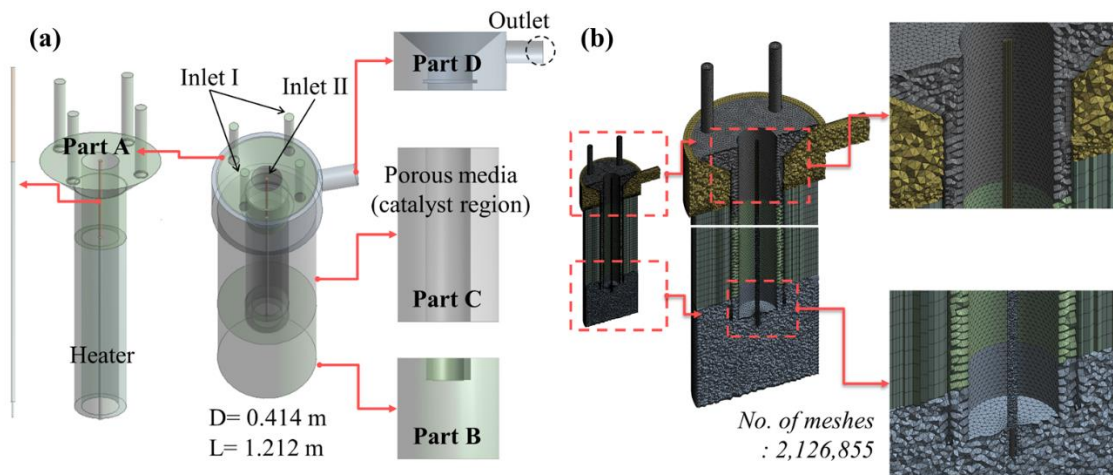 (a)
Outlet
Part D
Inlet I
Inlet II
Part A
Porous media
(catalyst region)
Part C
Heater
D= 0.414 m
L= 1.212 m
Part B
(b)
No. of meshes
: 2,126,855